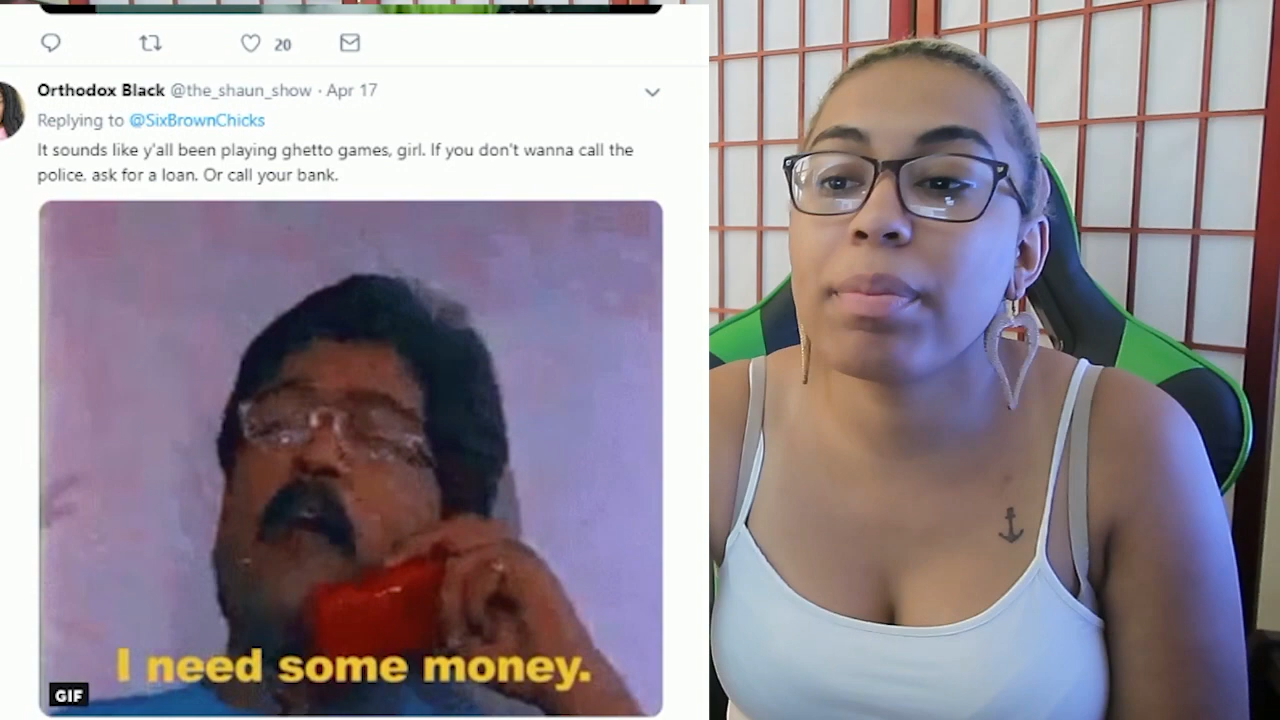 20
Orthodox Black @the_shaun_show · Apr 17
Replying to @SixBrownChicks
It sounds like y'all been playing ghetto games, girl. If you don't wanna call the
police, ask for a loan. Or call your bank.
I need some money.
GIF